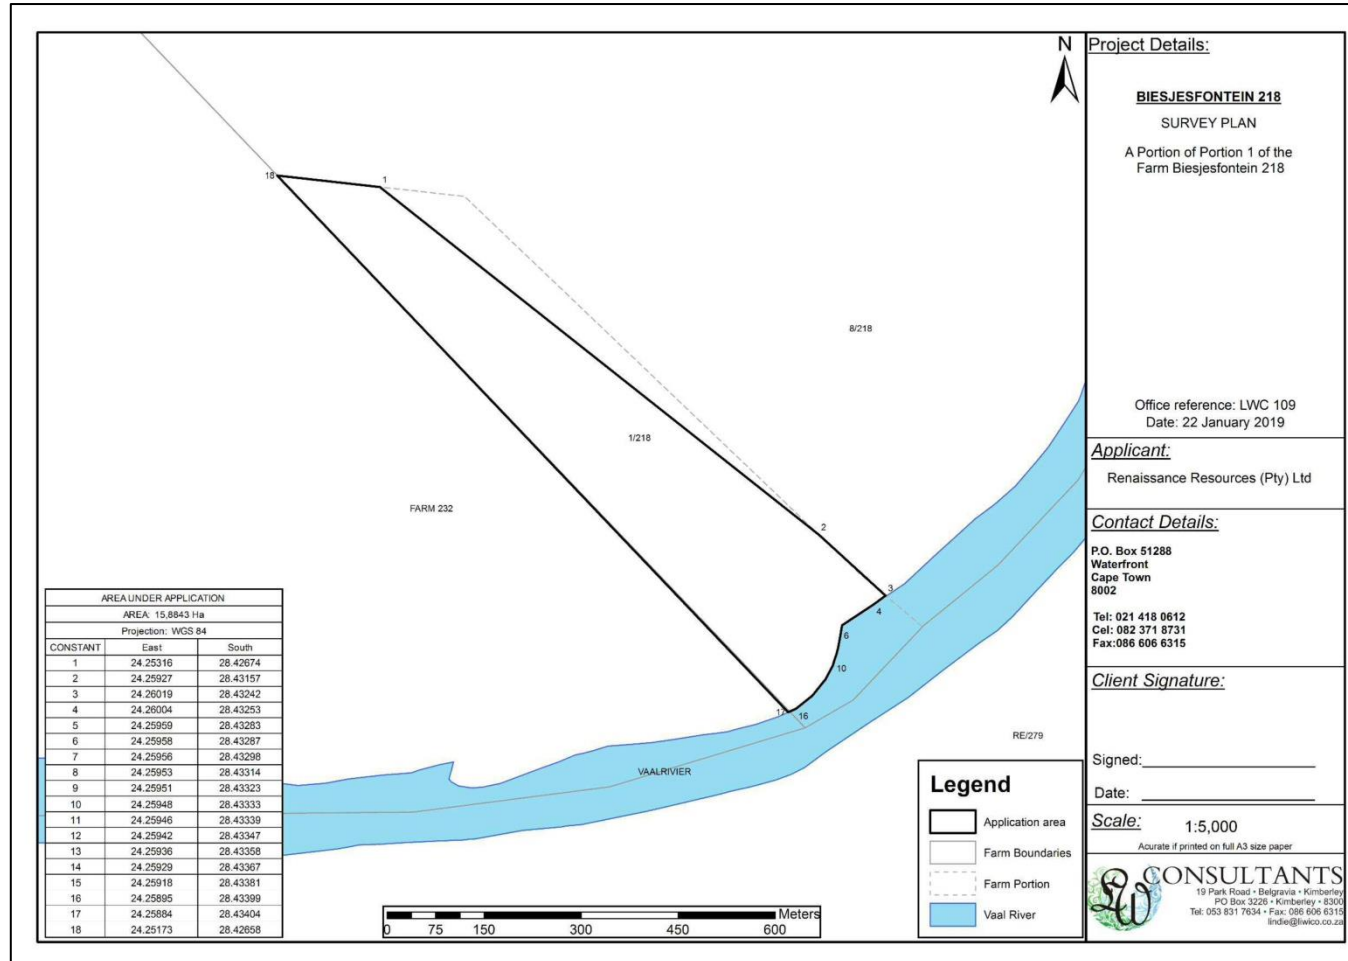 N
18
1
8/218
1/218
FARM 232
2
3
4
6
10
17
16
RE/279
VAALRIVIER
AREA UNDER APPLICATION
AREA: 15,8843 Ha
Projection: WGS 84
CONSTANT East South
1 24.25316 28.42674
2 24.25927 28.43157
3 24.26019 28.43242
4 24.26004 28.43253
5 24.25959 28.43283
6 24.25958 28.43287
7 24.25956 28.43298
8 24.25953 28.43314
9 24.25951 28.43323
10 24.25948 28.43333
11 24.25946 28.43339
12 24.25942 28.43347
13 24.25936 28.43358
14 24.25929 28.43367
15 24.25918 28.43381
16 24.25895 28.43399
17 24.25884 28.43404
18 24.25173 28.42658
Meters
0 75 150 300 450 600
Legend
Application area
Farm Boundaries
Farm Portion
Vaal River
Project Details:
BIESJESFONTEIN 218
SURVEY PLAN
A Portion of Portion 1 of the
Farm Biesjesfontein 218
Office reference: LWC 109
Date: 22 January 2019
Applicant:
Renaissance Resources (Pty) Ltd
Contact Details:
P.O. Box 51288
Waterfront
Cape Town
8002
Tel: 021 418 0612
Cel: 082 371 8731
Fax:086 606 6315
Client Signature:
Signed:
Date:
Scale: 1:5,000
Acurate if printed on full A3 size paper
LW CONSULTANTS
19 Park Road • Belgravia • Kimberley
PO Box 3226 • Kimberley • 8300
Tel: 053 831 7634 • Fax: 086 606 6315
lindie@liwico.co.za